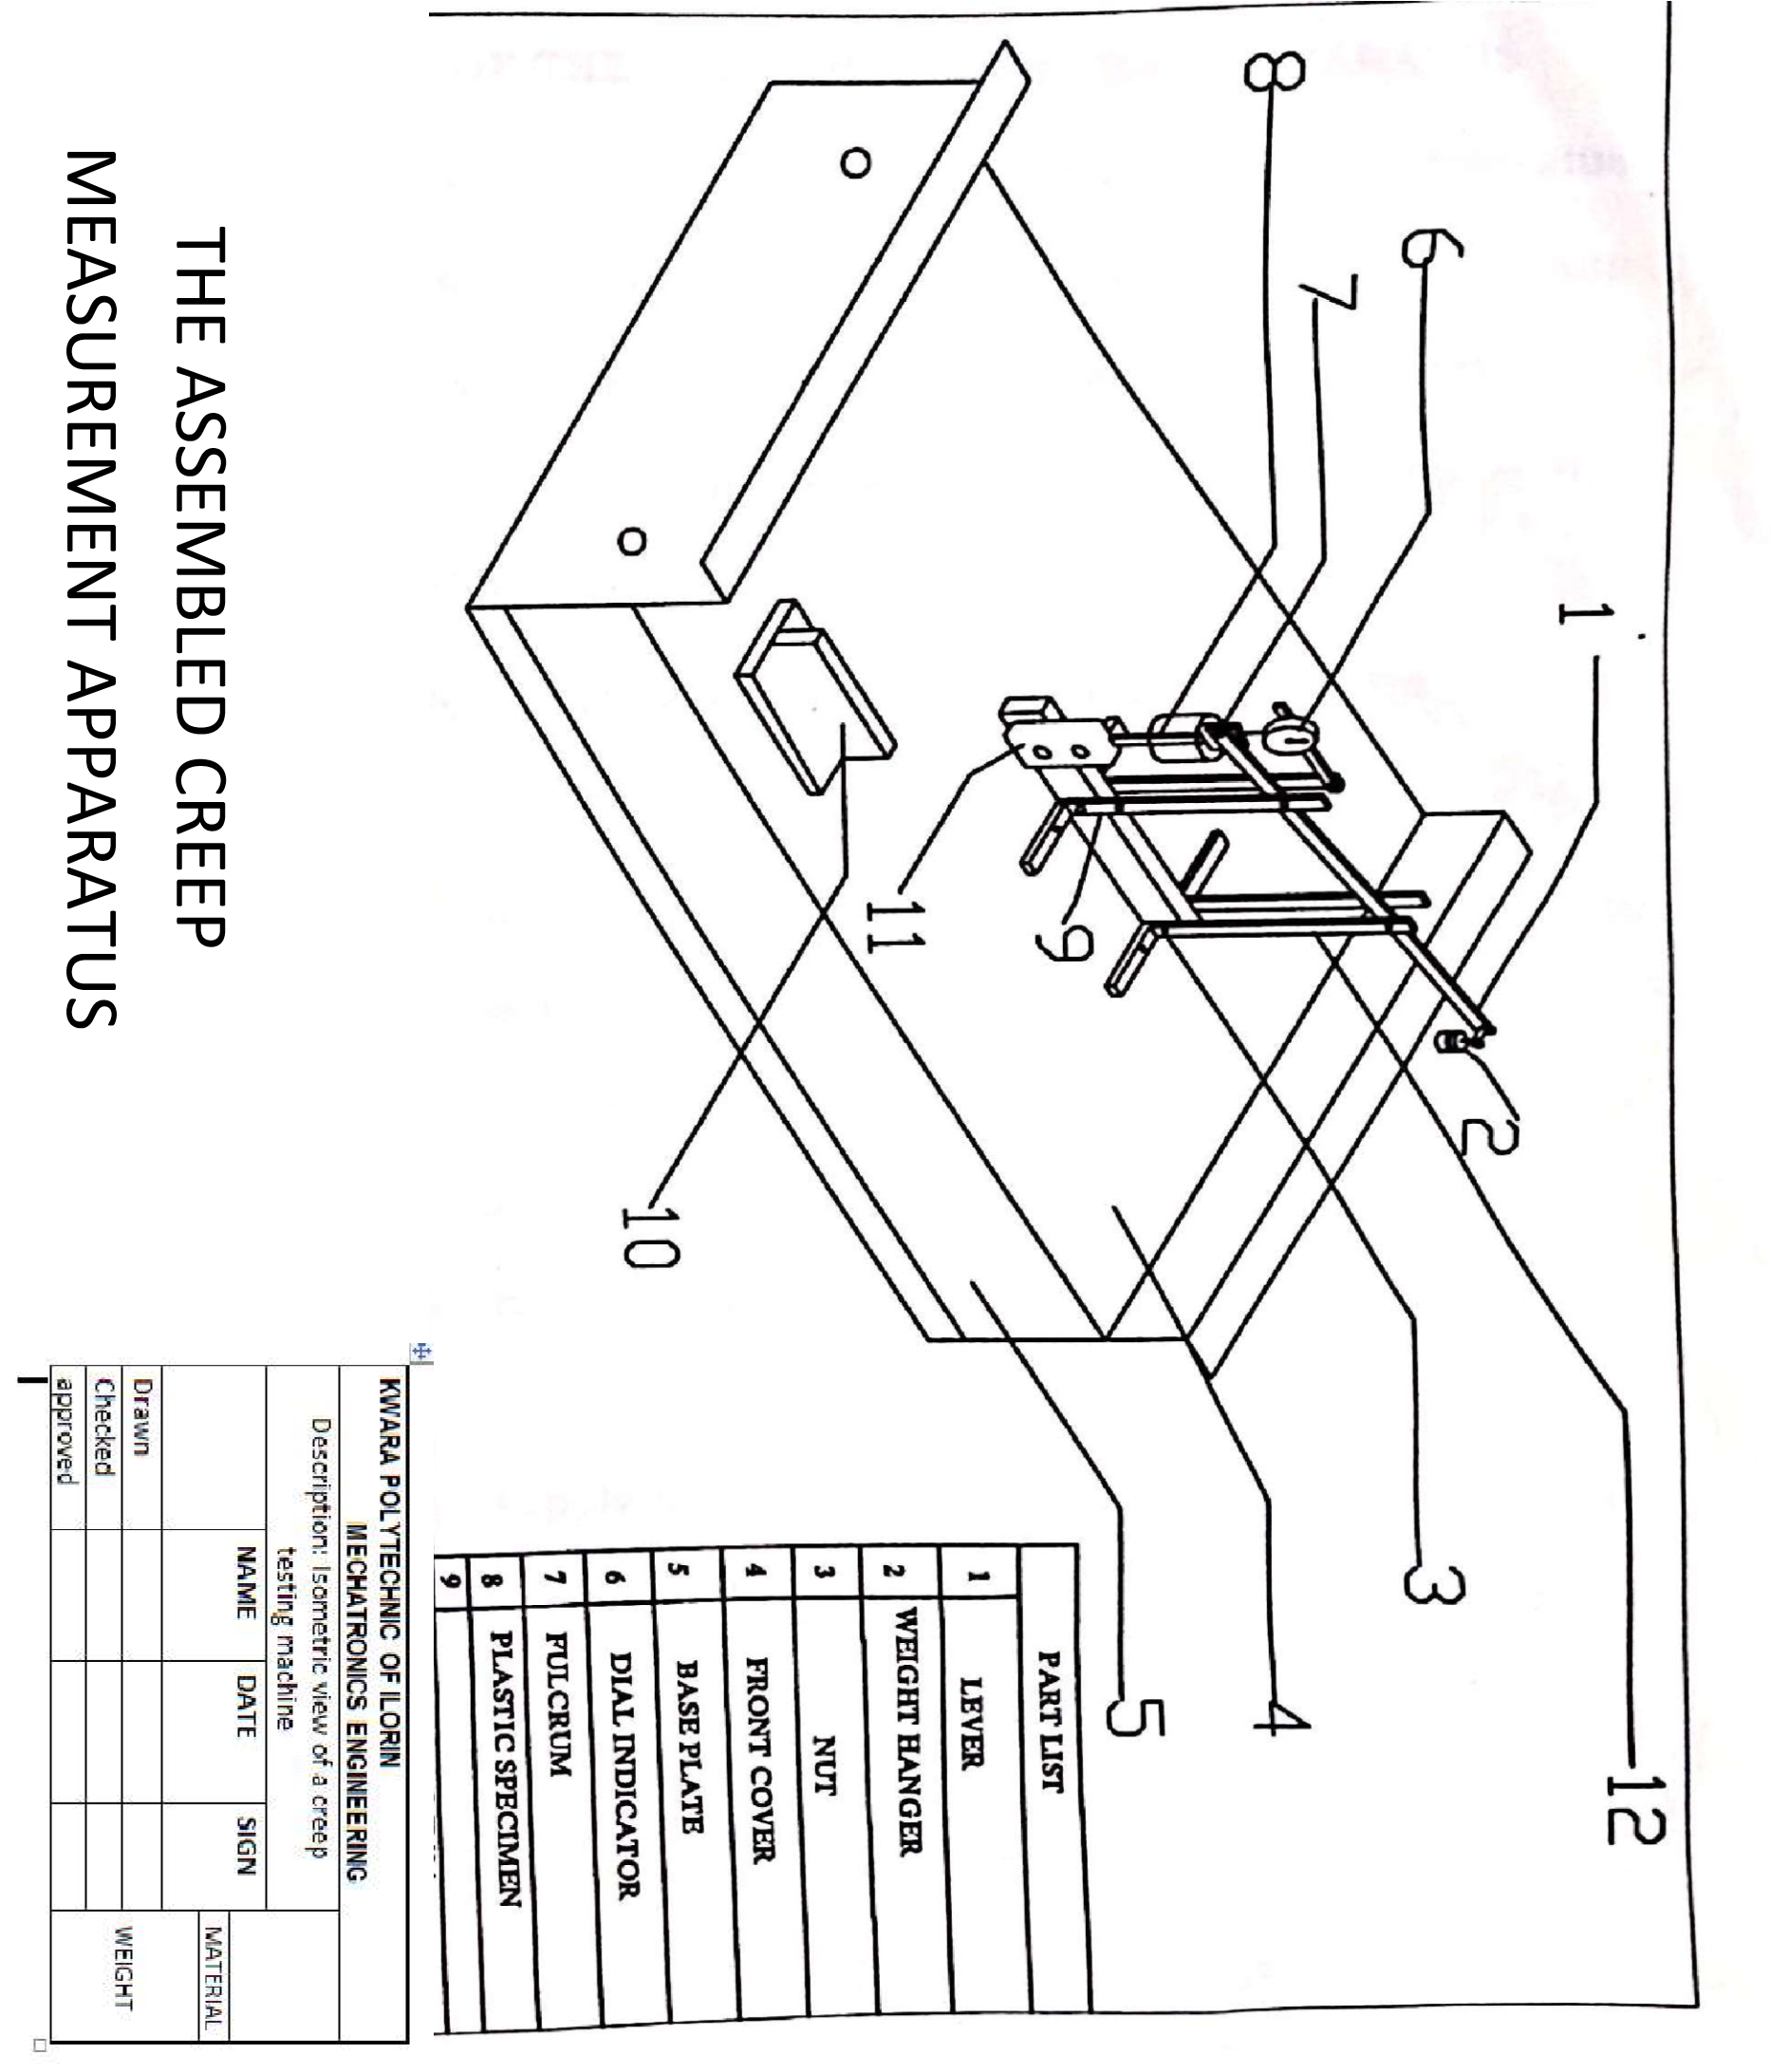 8
6
7
1
2
11
9
10
3
12
4
5
PART LIST
1 LEVER
2 WEIGHT HANGER
3 NUT
4 FRONT COVER
5 BASE PLATE
6 DIAL INDICATOR
7 FULCRUM
8 PLASTIC SPECIMEN
9
THE ASSEMBLED CREEP
MEASUREMENT APPARATUS
KWARA POLYTECHNIC OF ILORIN
MECHATRONICS ENGINEERING
Description: Isometric view of a creep
testing machine
NAME DATE SIGN MATERIAL
Drawn
Checked WEIGHT
approved